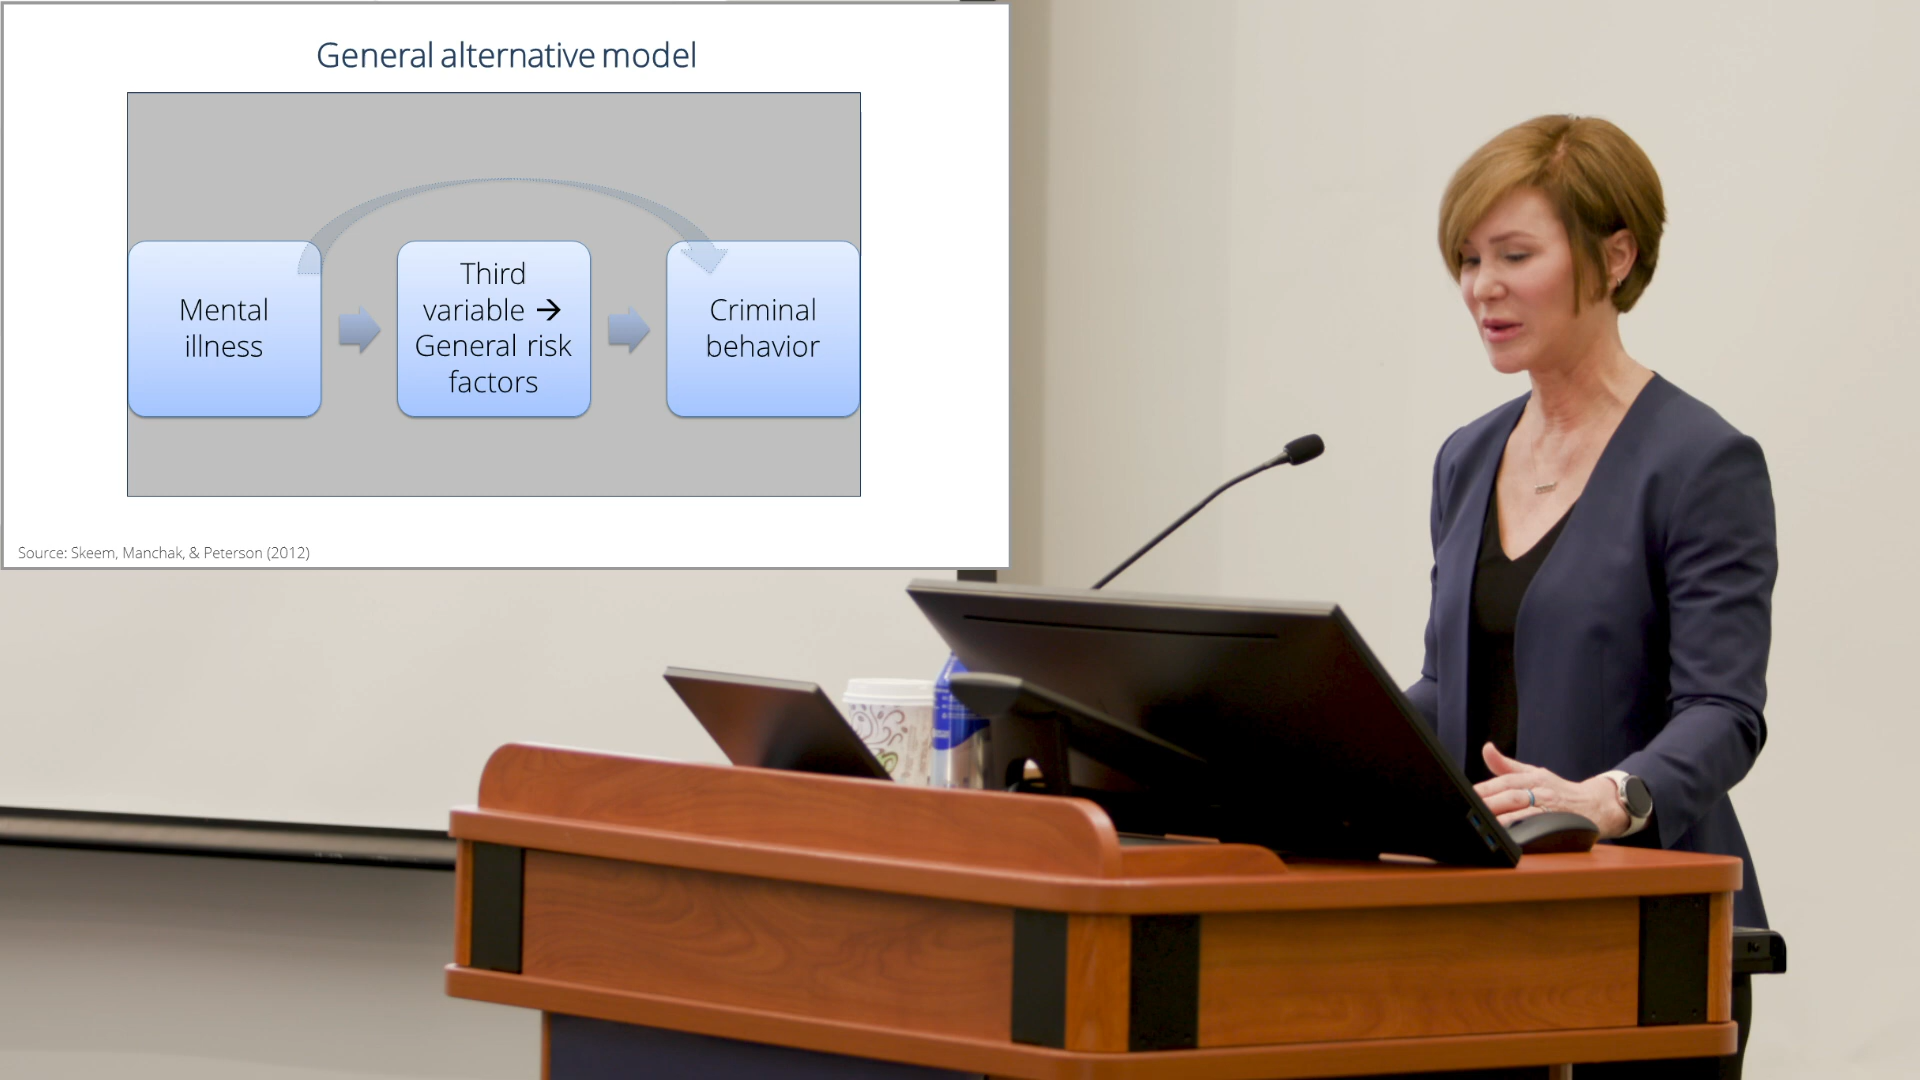 General alternative model
Mental
illness
Third
variable →
General risk
factors
Criminal
behavior
Source: Skeem, Manchak, & Peterson (2012)